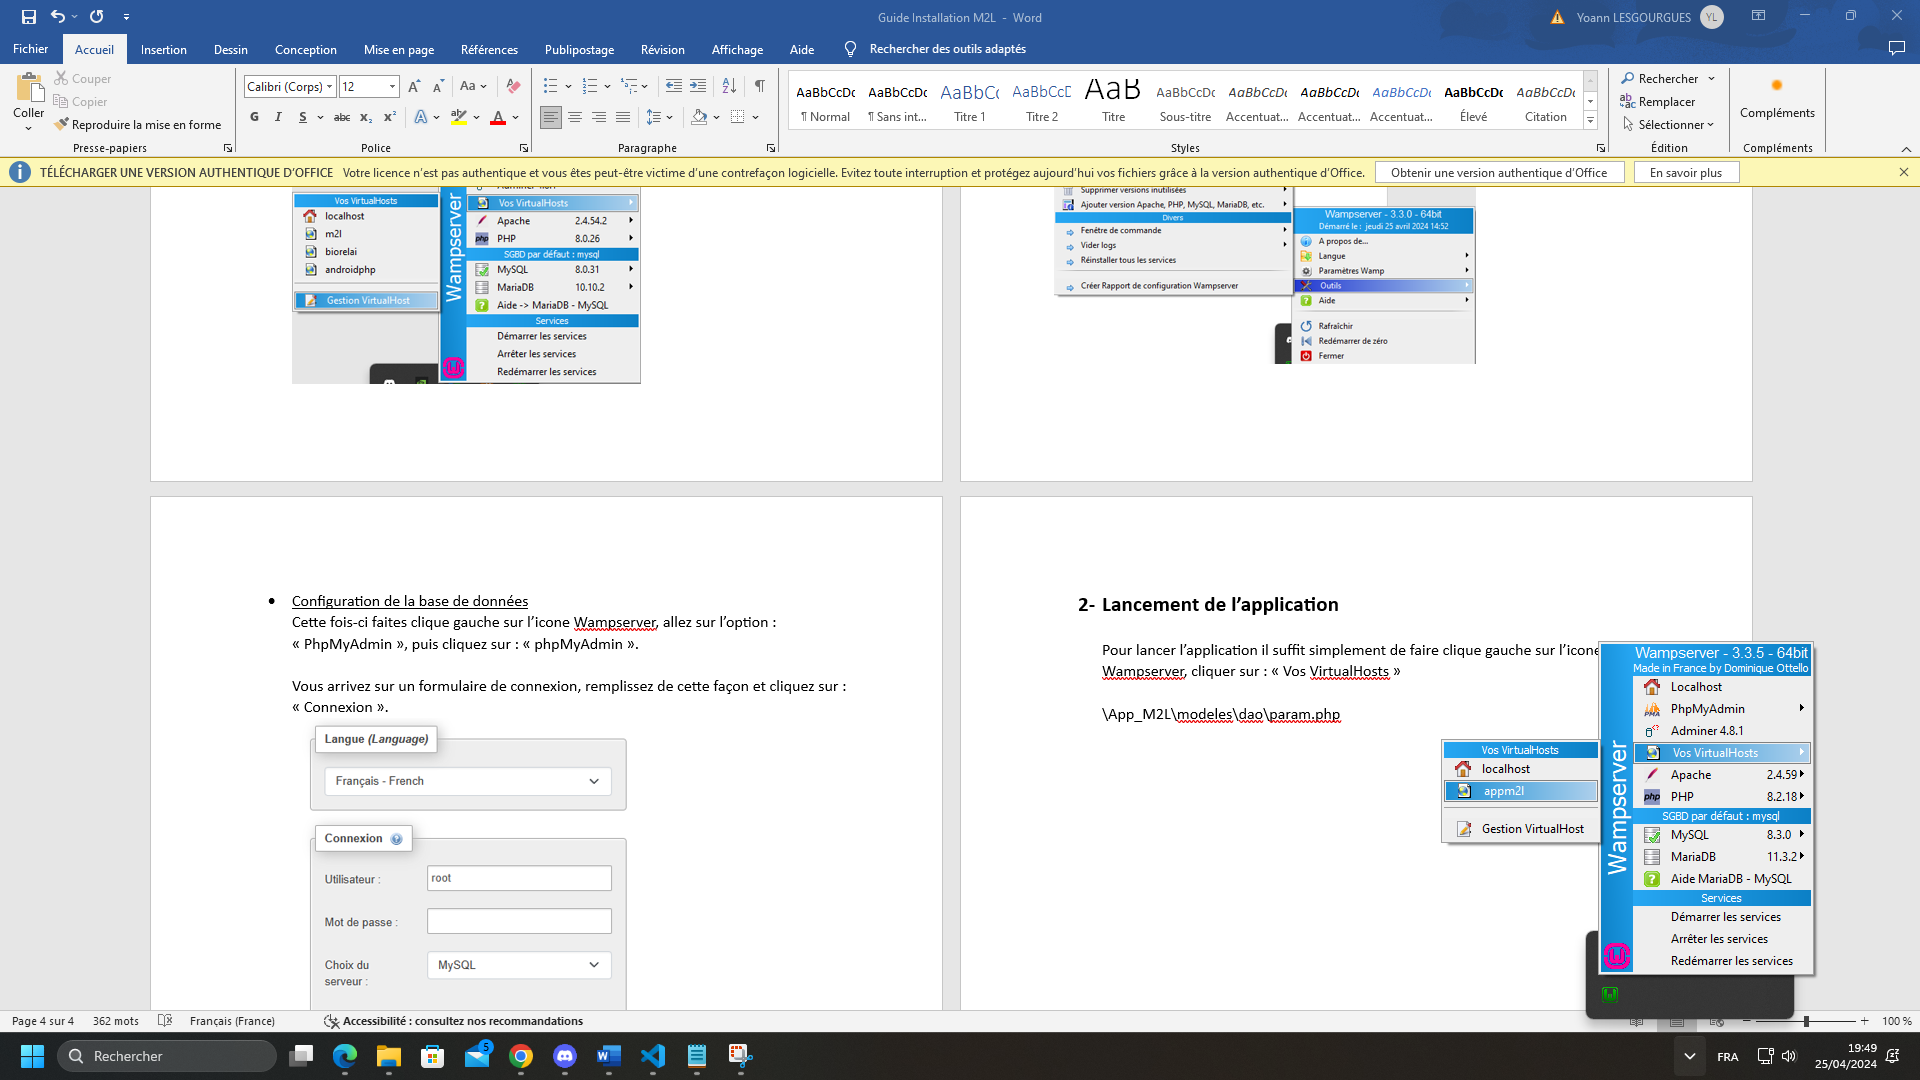 Guide Installation M2L - Word
Yoann LESGOURGUES YL
Fichier Accueil Insertion Dessin Conception Mise en page Références Publipostage Révision Affichage Aide Rechercher des outils adaptés
Coller
Couper
Copier
Reproduire la mise en forme
Presse-papiers
Calibri (Corps) 12
Aa
G I S abc x₂ x²
A A
Police
Paragraphe
AaBbCcDc ¶ Normal
AaBbCcDc ¶ Sans int...
AaBbCc Titre 1
AaBbCcD Titre 2
AaB Titre
AaBbCcDc Sous-titre
AaBbCcDc Accentuat...
AaBbCcDc Accentuat...
AaBbCcDc Accentuat...
AaBbCcDc Élevé
AaBbCcDc Citation
Styles
Rechercher
Remplacer
Sélectionner
Édition
Compléments
Compléments
TÉLÉCHARGER UNE VERSION AUTHENTIQUE D'OFFICE Votre licence n'est pas authentique et vous êtes peut-être victime d'une contrefaçon logicielle. Evitez toute interruption et protégez aujourd'hui vos fichiers grâce à la version authentique d'Office. Obtenir une version authentique d'Office En savoir plus
Vos VirtualHosts
localhost
m2l
biorelai
androidphp
Gestion VirtualHost
Wampserver
Vos VirtualHosts
Apache 2.4.54.2
PHP 8.0.26
SGBD par défaut : mysql
MySQL 8.0.31
MariaDB 10.10.2
Aide -> MariaDB - MySQL
Services
Démarrer les services
Arrêter les services
Redémarrer les services
Supprimer versions inutilisées
Ajouter version Apache, PHP, MySQL, MariaDB, etc.
Divers
Fenêtre de commande
Vider logs
Réinstaller tous les services
Créer Rapport de configuration Wampserver
Wampserver - 3.3.0 - 64bit
Démarré le : jeudi 25 avril 2024 14:52
A propos de...
Langue
Paramètres Wamp
Outils
Aide
Rafraîchir
Redémarrer de zéro
Fermer
• Configuration de la base de données
Cette fois-ci faites clique gauche sur l'icone Wampserver, allez sur l'option :
« PhpMyAdmin », puis cliquez sur : « phpMyAdmin ».
Vous arrivez sur un formulaire de connexion, remplissez de cette façon et cliquez sur :
« Connexion ».
Langue (Language)
Français - French
Connexion
Utilisateur : root
Mot de passe :
Choix du
serveur :
MySQL
2- Lancement de l'application
Pour lancer l'application il suffit simplement de faire clique gauche sur l'icone
Wampserver, cliquer sur : « Vos VirtualHosts »
\App_M2L\modeles\dao\param.php
Vos VirtualHosts
localhost
appm2l
Gestion VirtualHost
Wampserver
Wampserver - 3.3.5 - 64bit
Made in France by Dominique Ottello
Localhost
PhpMyAdmin
Adminer 4.8.1
Vos VirtualHosts
Apache 2.4.59
PHP 8.2.18
SGBD par défaut : mysql
MySQL 8.3.0
MariaDB 11.3.2
Aide MariaDB - MySQL
Services
Démarrer les services
Arrêter les services
Redémarrer les services
Page 4 sur 4 362 mots Français (France) Accessibilité : consultez nos recommandations 100 %
Rechercher
5
FRA
19:49
25/04/2024